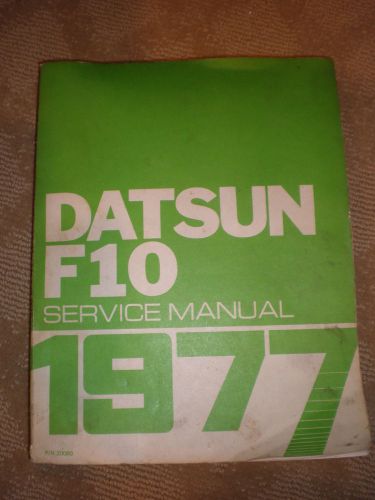 DATSUN
F10
SERVICE MANUAL
1977